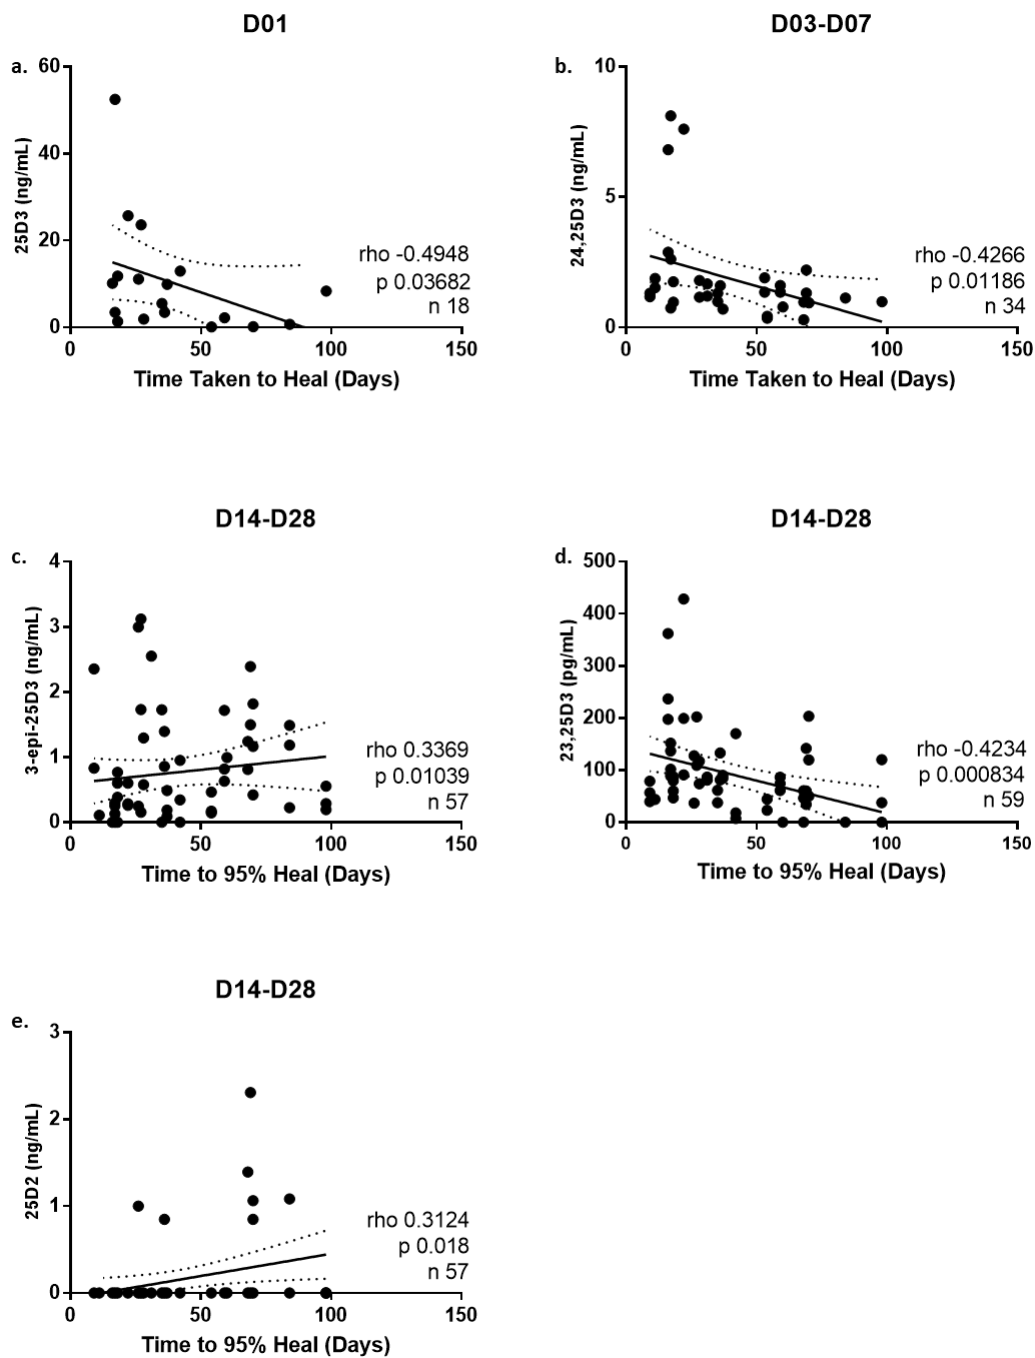 D01
a.
60
40
20
0
25D3 (ng/mL)
rho -0.4948
p 0.03682
n 18
0 50 100 150
Time Taken to Heal (Days)
D03-D07
b.
10
5
0
24,25D3 (ng/mL)
rho -0.4266
p 0.01186
n 34
0 50 100 150
Time Taken to Heal (Days)
D14-D28
c.
4
3
2
1
0
3-epi-25D3 (ng/mL)
rho 0.3369
p 0.01039
n 57
0 50 100 150
Time to 95% Heal (Days)
D14-D28
d.
500
400
300
200
100
0
23,25D3 (pg/mL)
rho -0.4234
p 0.000834
n 59
0 50 100 150
Time to 95% Heal (Days)
D14-D28
e.
3
2
1
0
25D2 (ng/mL)
rho 0.3124
p 0.018
n 57
0 50 100 150
Time to 95% Heal (Days)